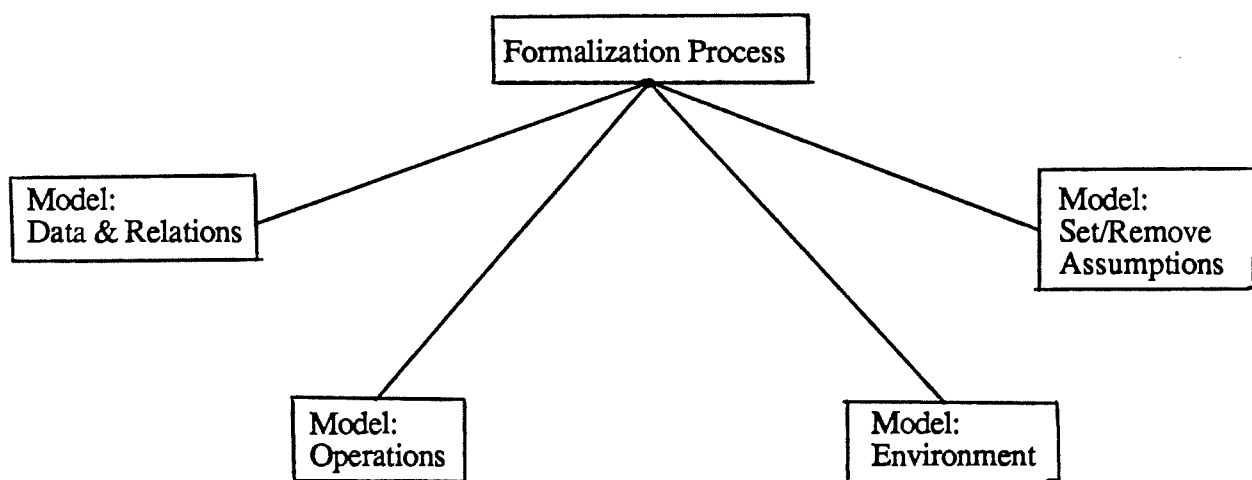 Formalization Process
Model:
Data & Relations
Model:
Set/Remove
Assumptions
Model:
Operations
Model:
Environment